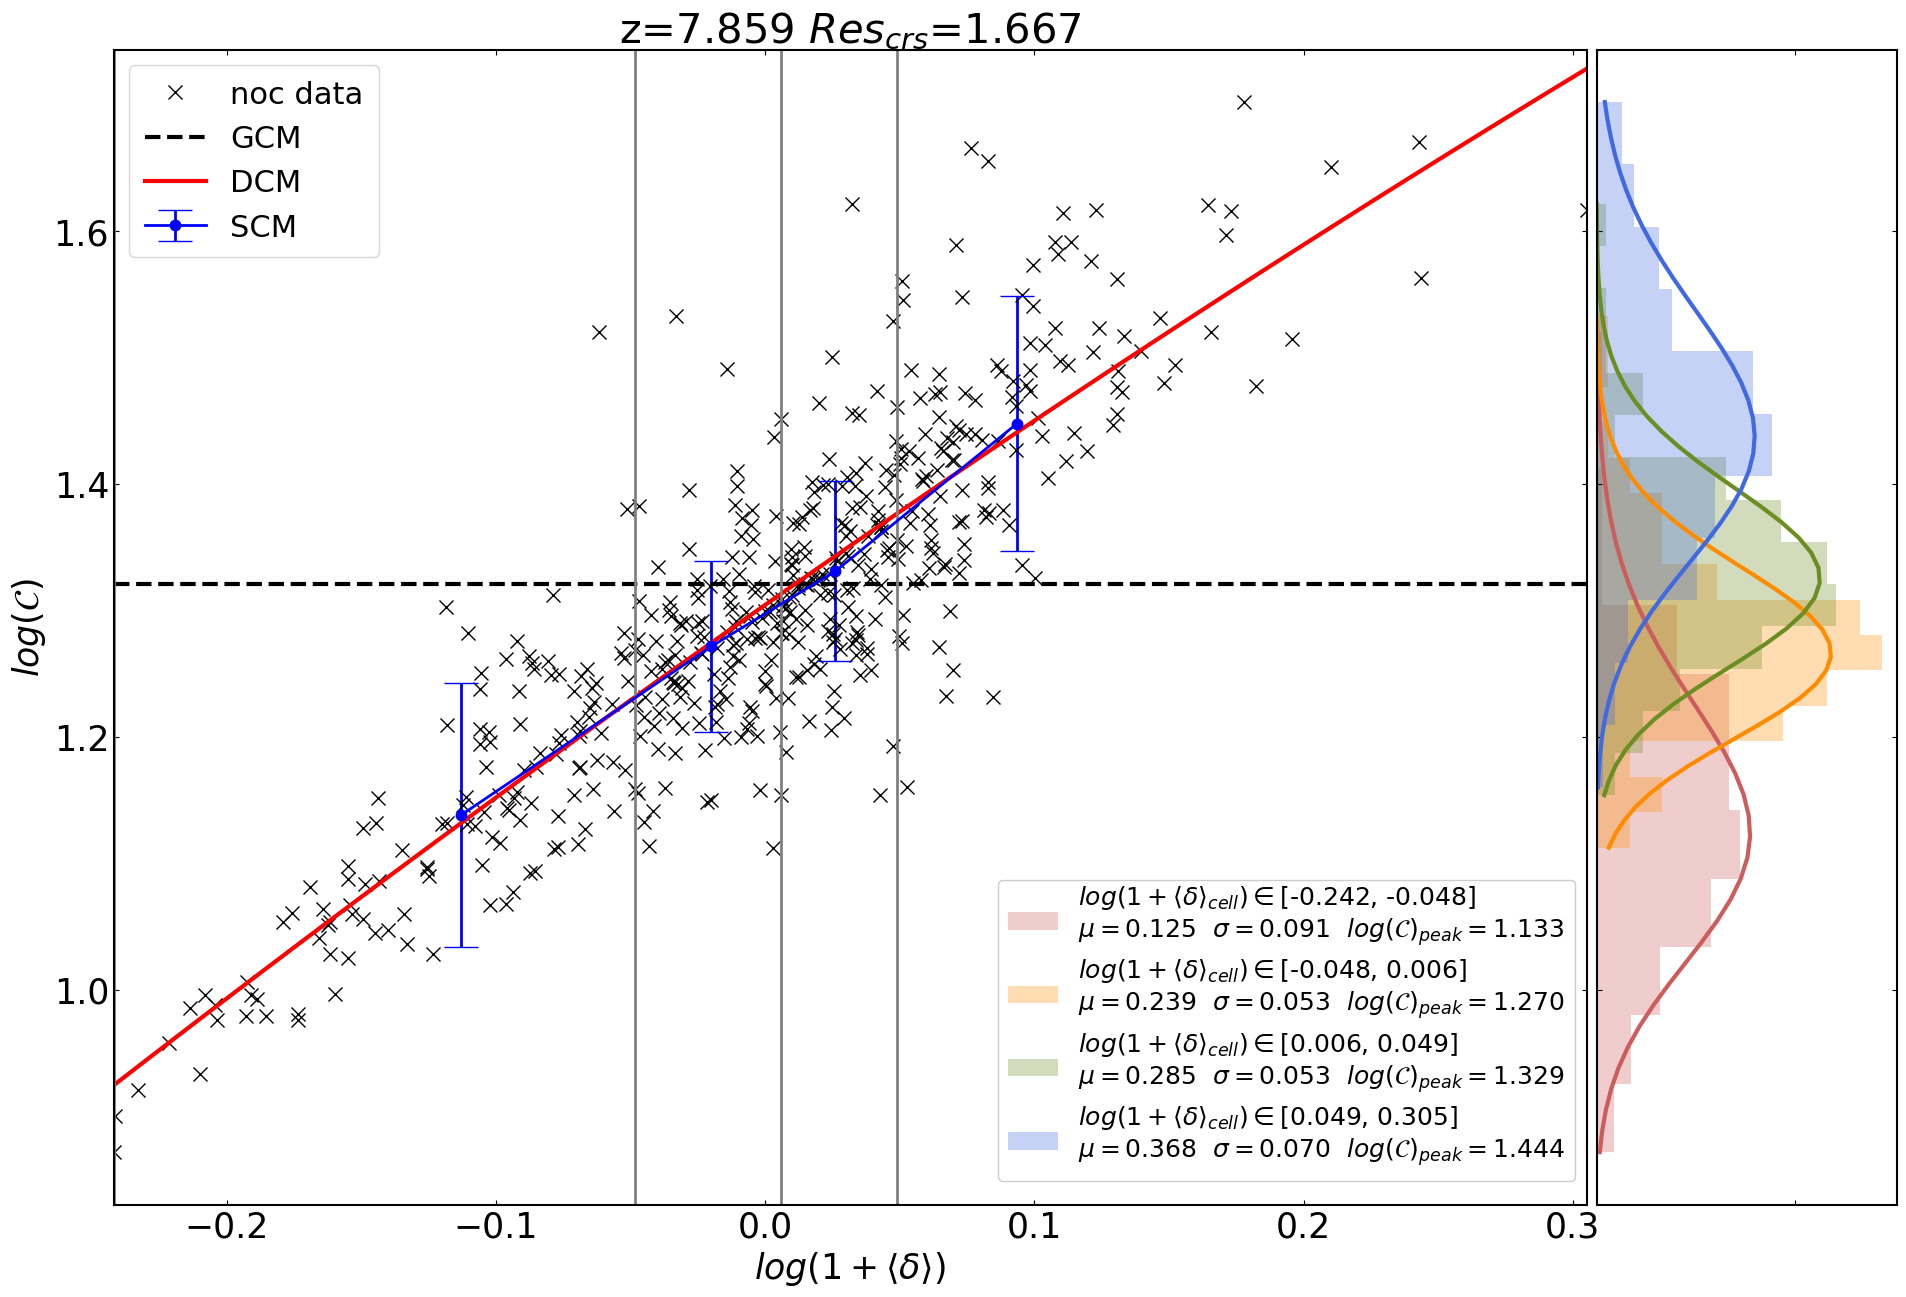 z=7.859 Res_crs=1.667
noc data
GCM
DCM
SCM
1.6
1.4
1.2
1.0
log(𝒞)
log(1 + ⟨δ⟩_cell) ∈ [-0.242, -0.048]
μ = 0.125 σ = 0.091 log(𝒞)_peak = 1.133
log(1 + ⟨δ⟩_cell) ∈ [-0.048, 0.006]
μ = 0.239 σ = 0.053 log(𝒞)_peak = 1.270
log(1 + ⟨δ⟩_cell) ∈ [0.006, 0.049]
μ = 0.285 σ = 0.053 log(𝒞)_peak = 1.329
log(1 + ⟨δ⟩_cell) ∈ [0.049, 0.305]
μ = 0.368 σ = 0.070 log(𝒞)_peak = 1.444
−0.2 −0.1 0.0 0.1 0.2 0.3
log(1 + ⟨δ⟩)